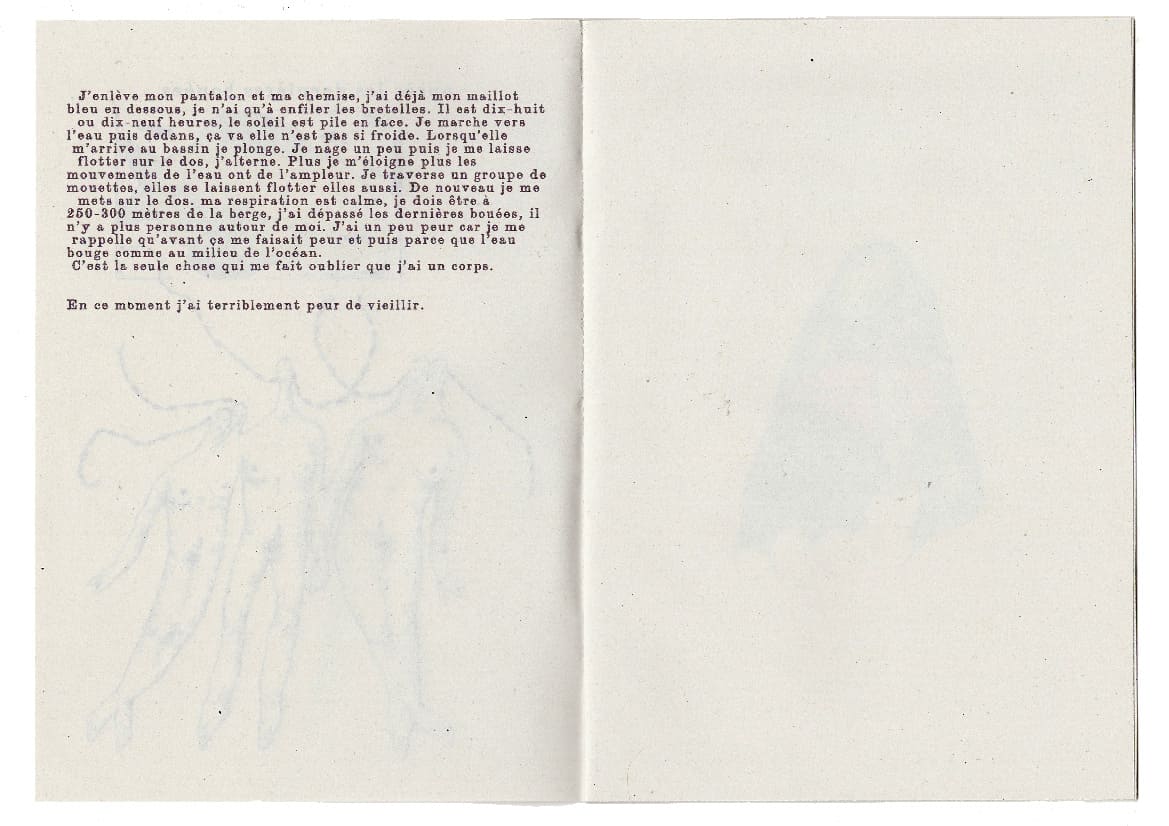 J'enlève mon pantalon et ma chemise, j'ai déjà mon maillot
bleu en dessous, je n'ai qu'à enfiler les bretelles. Il est dix-huit
ou dix-neuf heures, le soleil est pile en face. Je marche vers
l'eau puis dedans, ça va elle n'est pas si froide. Lorsqu'elle
m'arrive au bassin je plonge. Je nage un peu puis je me laisse
flotter sur le dos, j'alterne. Plus je m'éloigne plus les
mouvements de l'eau ont de l'ampleur. Je traverse un groupe de
mouettes, elles se laissent flotter elles aussi. De nouveau je me
mets sur le dos. ma respiration est calme, je dois être à
250-300 mètres de la berge, j'ai dépassé les dernières bouées, il
n'y a plus personne autour de moi. J'ai un peu peur car je me
rappelle qu'avant ça me faisait peur et puis parce que l'eau
bouge comme au milieu de l'océan.
C'est la seule chose qui me fait oublier que j'ai un corps.
En ce moment j'ai terriblement peur de vieillir.